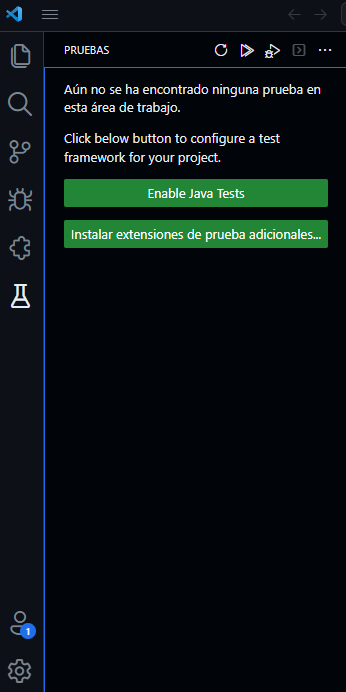 PRUEBAS
Aún no se ha encontrado ninguna prueba en
esta área de trabajo.
Click below button to configure a test
framework for your project.
Enable Java Tests
Instalar extensiones de prueba adicionales...
1